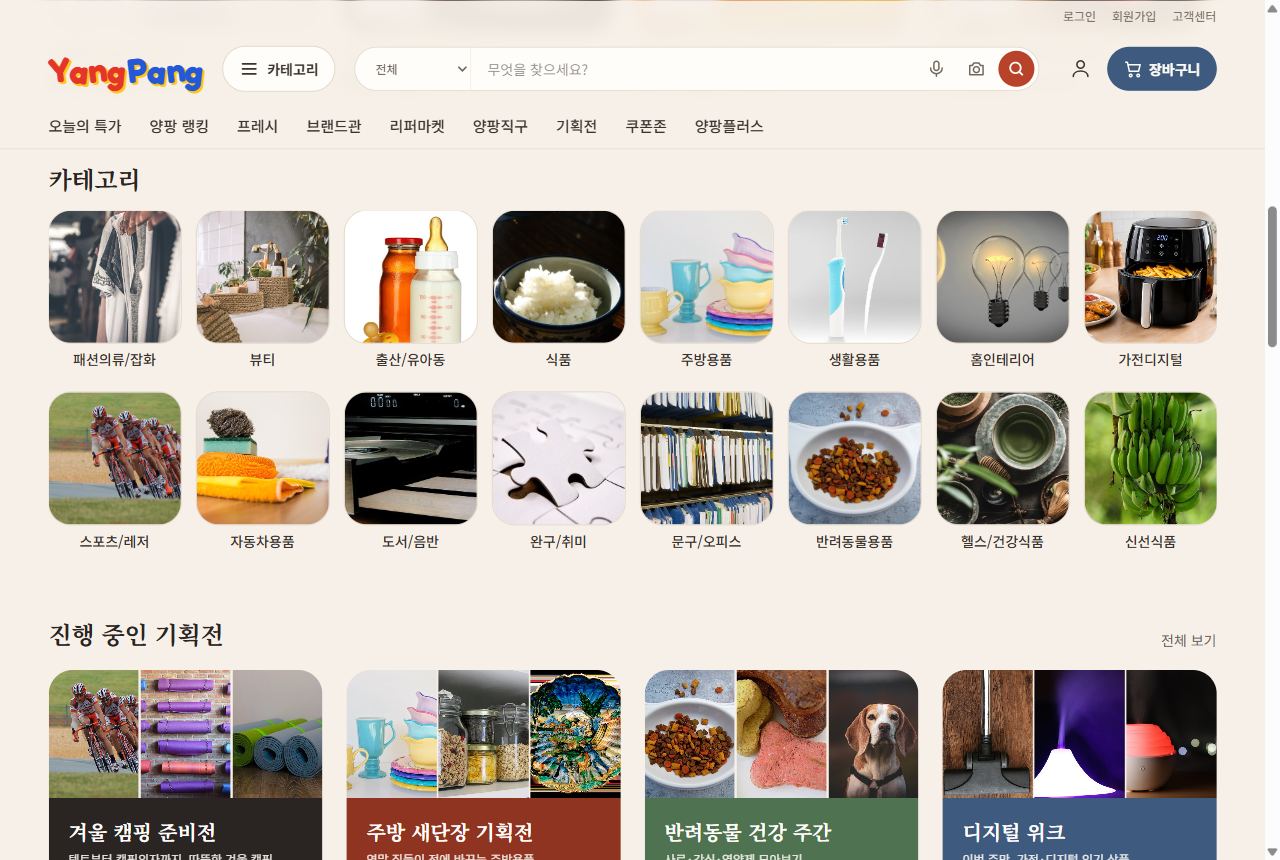 로그인 회원가입 고객센터
YangPang 카테고리 전체 무엇을 찾으세요? 장바구니
오늘의 특가 양팡 랭킹 프레시 브랜드관 리퍼마켓 양팡직구 기획전 쿠폰존 양팡플러스
카테고리
패션의류/잡화 뷰티 출산/유아동 식품 주방용품 생활용품 홈인테리어 가전디지털
스포츠/레저 자동차용품 도서/음반 완구/취미 문구/오피스 반려동물용품 헬스/건강식품 신선식품
진행 중인 기획전 전체 보기
겨울 캠핑 준비전 주방 새단장 기획전 반려동물 건강 주간 디지털 위크